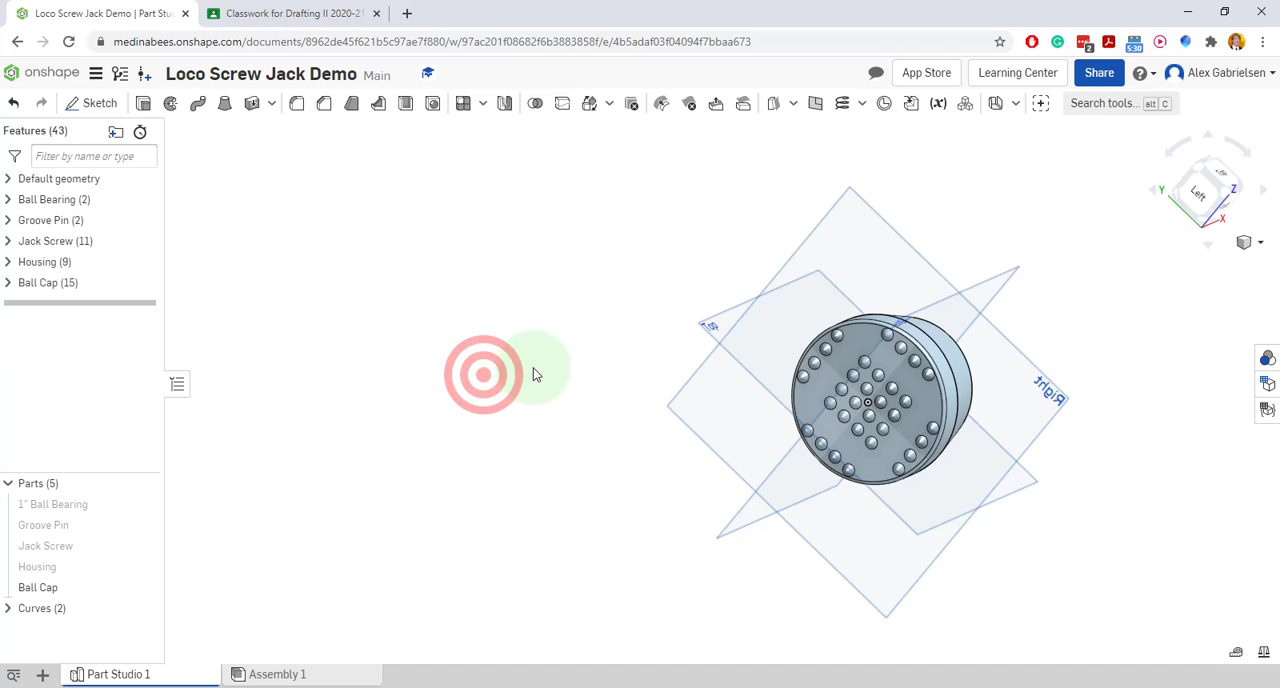 Loco Screw Jack Demo | Part Stu
Classwork for Drafting II 2020-21
medinabees.onshape.com/documents/8962de45f621b5c97ae7f880/w/97ac201f08682f6b3883858f/e/4b5adaf03f04094f7bbaa673
2
5:30
onshape
Loco Screw Jack Demo Main
App Store
Learning Center
Share
Alex Gabrielsen
Sketch
(x)
Search tools... alt C
Features (43)
Filter by name or type
Default geometry
Ball Bearing (2)
Groove Pin (2)
Jack Screw (11)
Housing (9)
Ball Cap (15)
Left
Y
Z
X
Right
Parts (5)
1" Ball Bearing
Groove Pin
Jack Screw
Housing
Ball Cap
Curves (2)
Part Studio 1
Assembly 1